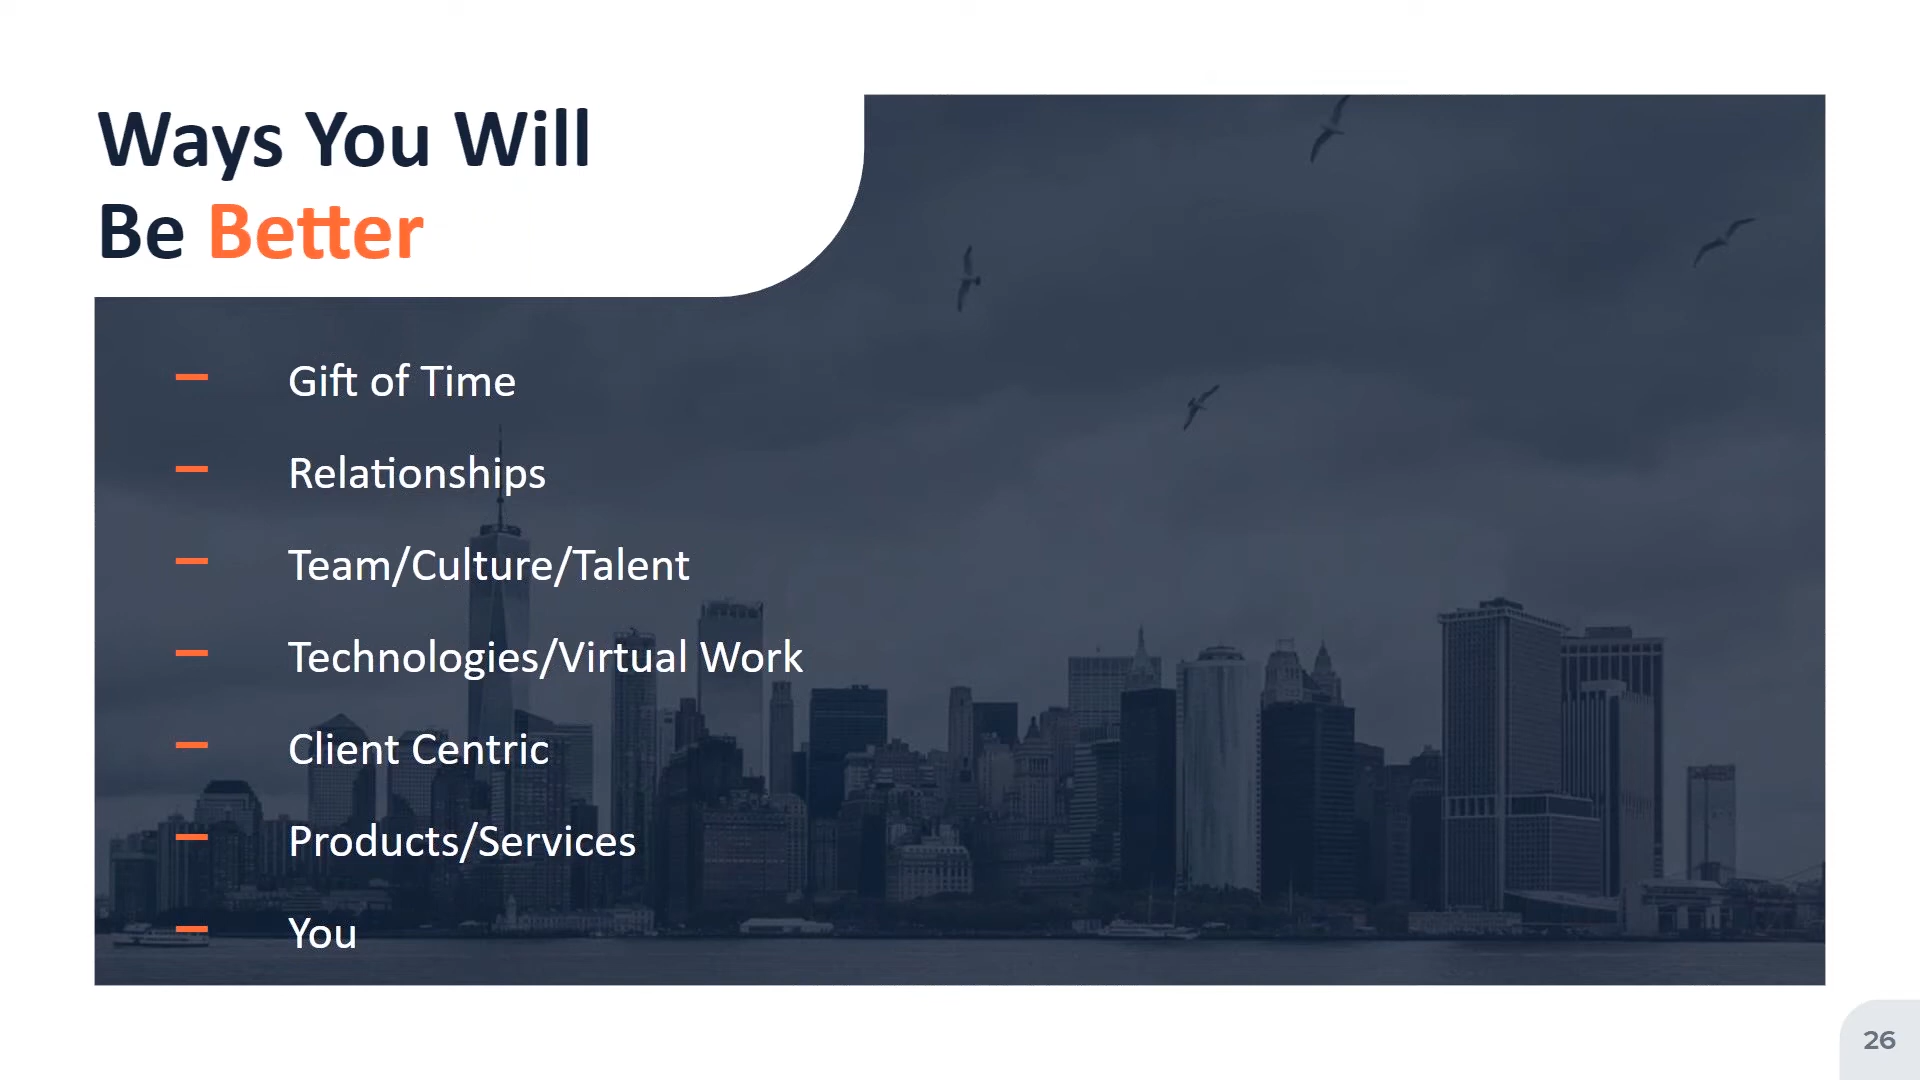 Ways You Will
Be Better
Gift of Time
Relationships
Team/Culture/Talent
Technologies/Virtual Work
Client Centric
Products/Services
You
26